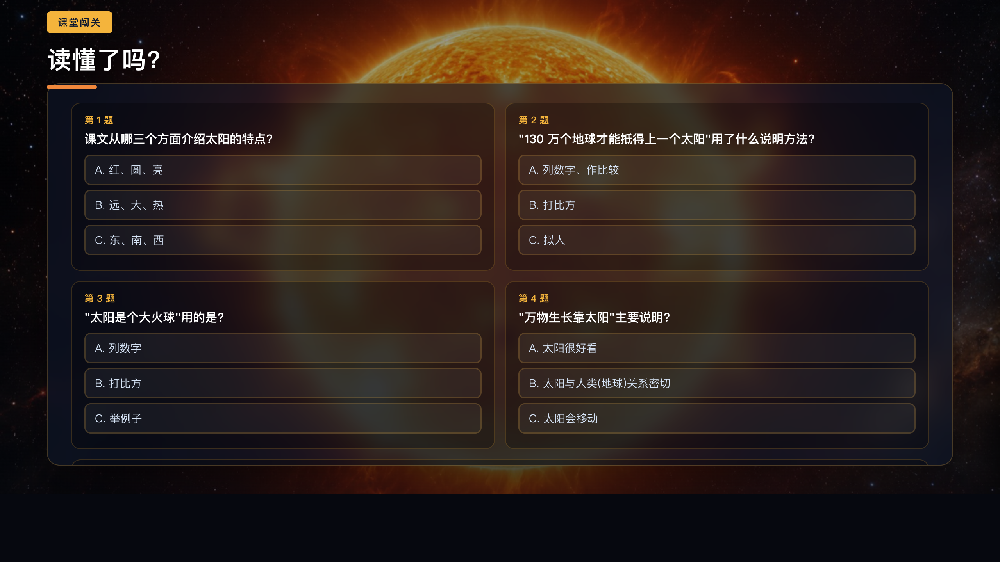 课堂闯关
读懂了吗?
第 1 题
课文从哪三个方面介绍太阳的特点?
A. 红、圆、亮
B. 远、大、热
C. 东、南、西
第 2 题
"130 万个地球才能抵得上一个太阳"用了什么说明方法?
A. 列数字、作比较
B. 打比方
C. 拟人
第 3 题
"太阳是个大火球"用的是?
A. 列数字
B. 打比方
C. 举例子
第 4 题
"万物生长靠太阳"主要说明?
A. 太阳很好看
B. 太阳与人类(地球)关系密切
C. 太阳会移动